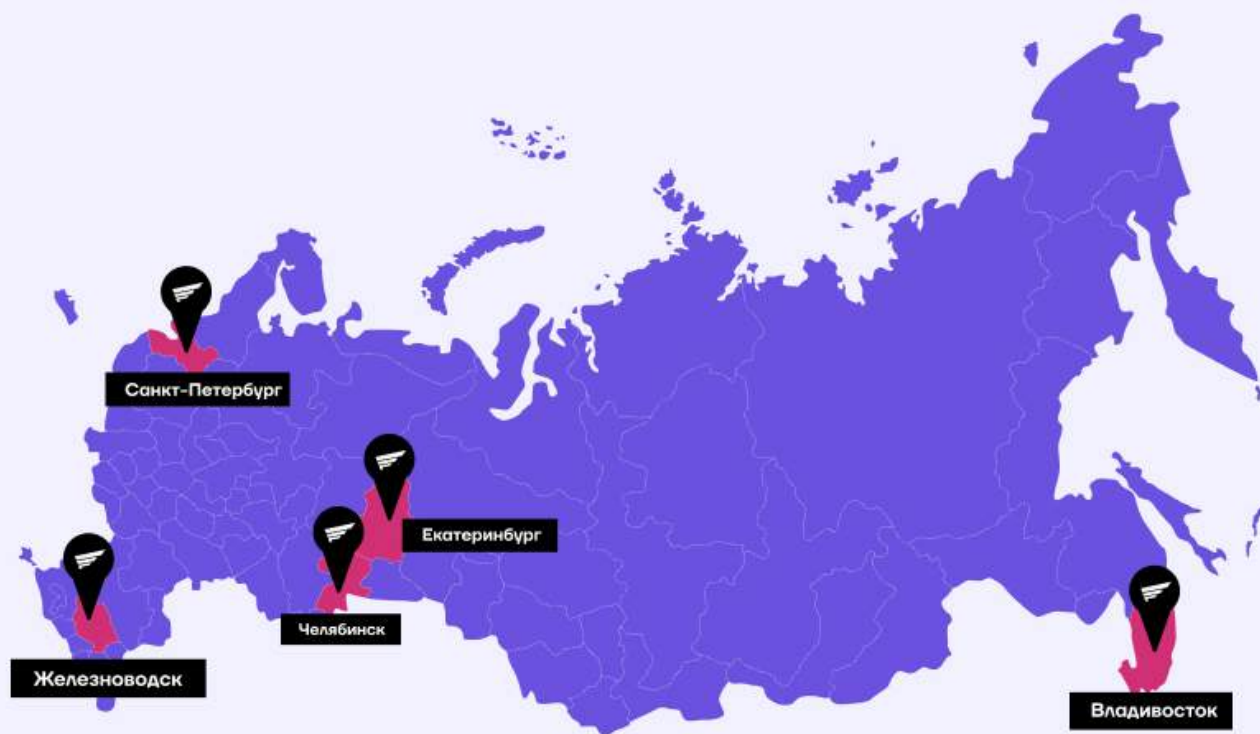 Санкт-Петербург
Екатеринбург
Челябинск
Железноводск
Владивосток